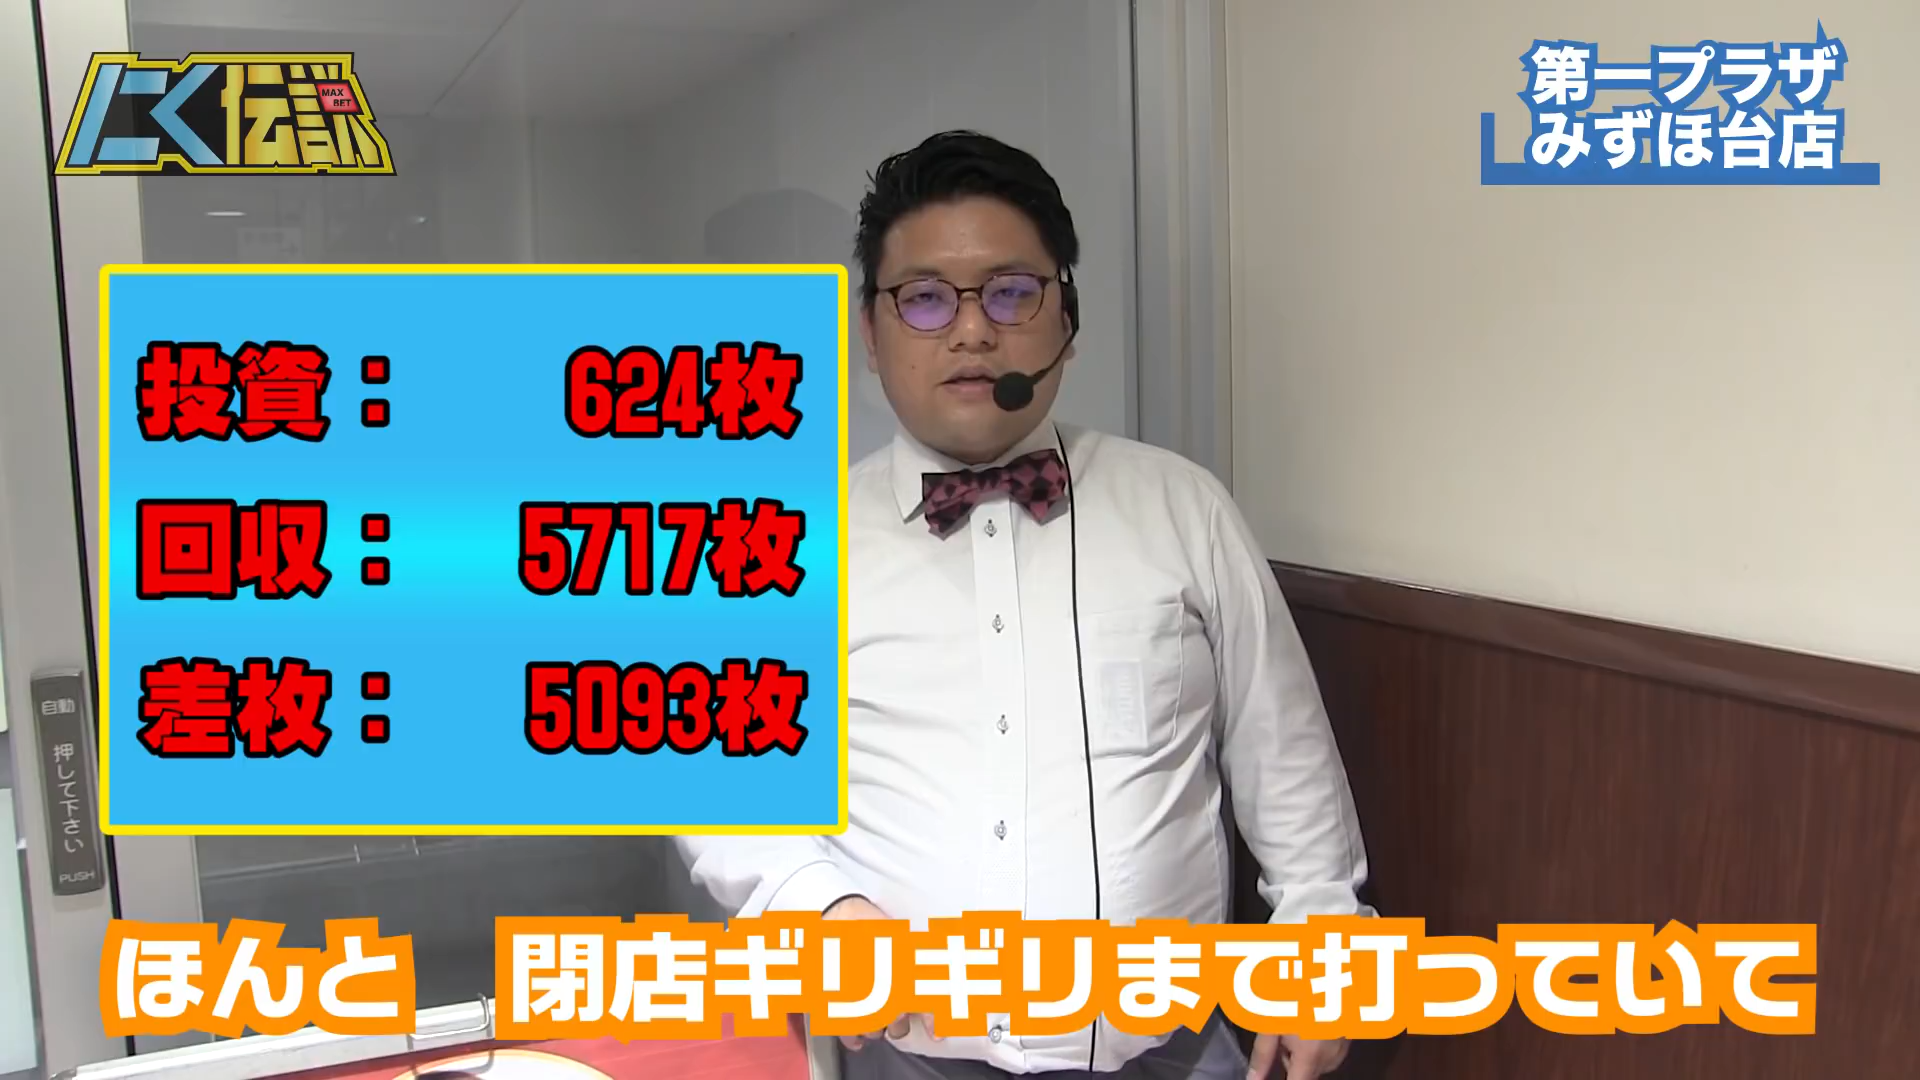 にく伝説
MAX
BET
第一プラザ
みずほ台店
投資： 624枚
回収： 5717枚
差枚： 5093枚
自動
押して下さい
PUSH
ほんと 閉店ギリギリまで打っていて